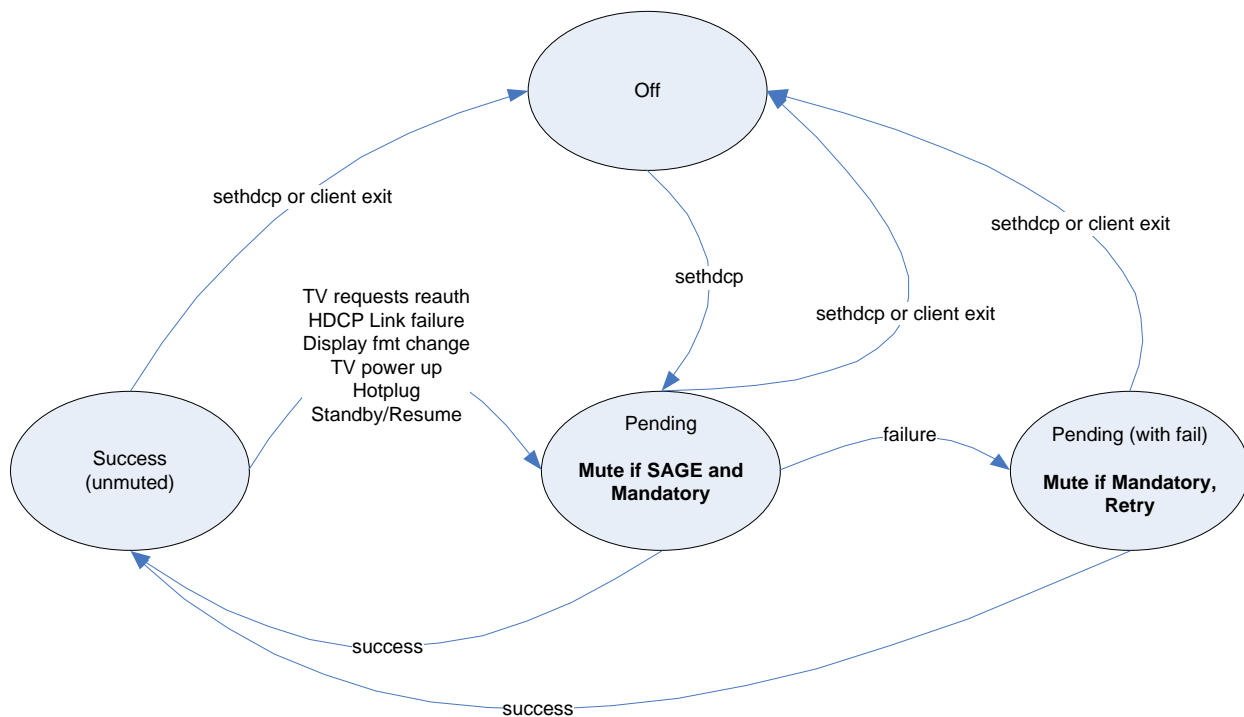 Off
sethdcp or client exit
sethdcp or client exit
sethdcp
sethdcp or client exit
TV requests reauth
HDCP Link failure
Display fmt change
TV power up
Hotplug
Standby/Resume
Success
(unmuted)
Pending
Mute if SAGE and
Mandatory
failure
Pending (with fail)
Mute if Mandatory,
Retry
success
success